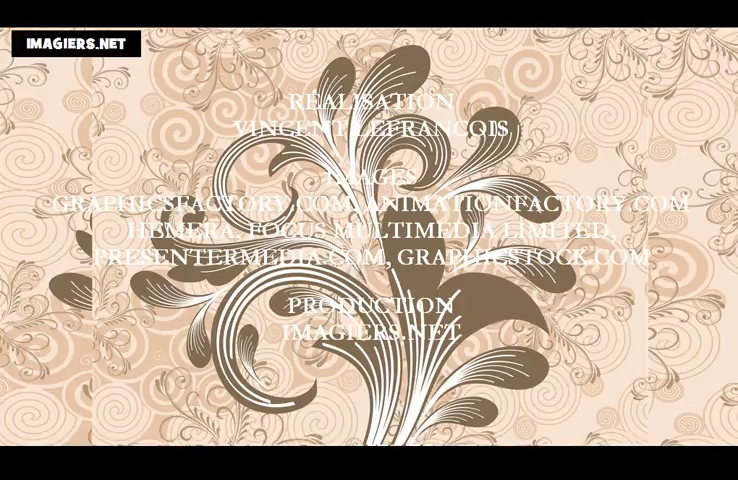 IMAGIERS.NET
RÉALISATION
VINCENT LEFRANCOIS
IMAGES
GRAPHICSFACTORY.COM, ANIMATIONFACTORY.COM
HEMERA, FOCUS MULTIMEDIA LIMITED,
PRESENTERMEDIA.COM, GRAPHICSTOCK.COM
PRODUCTION
IMAGIERS.NET